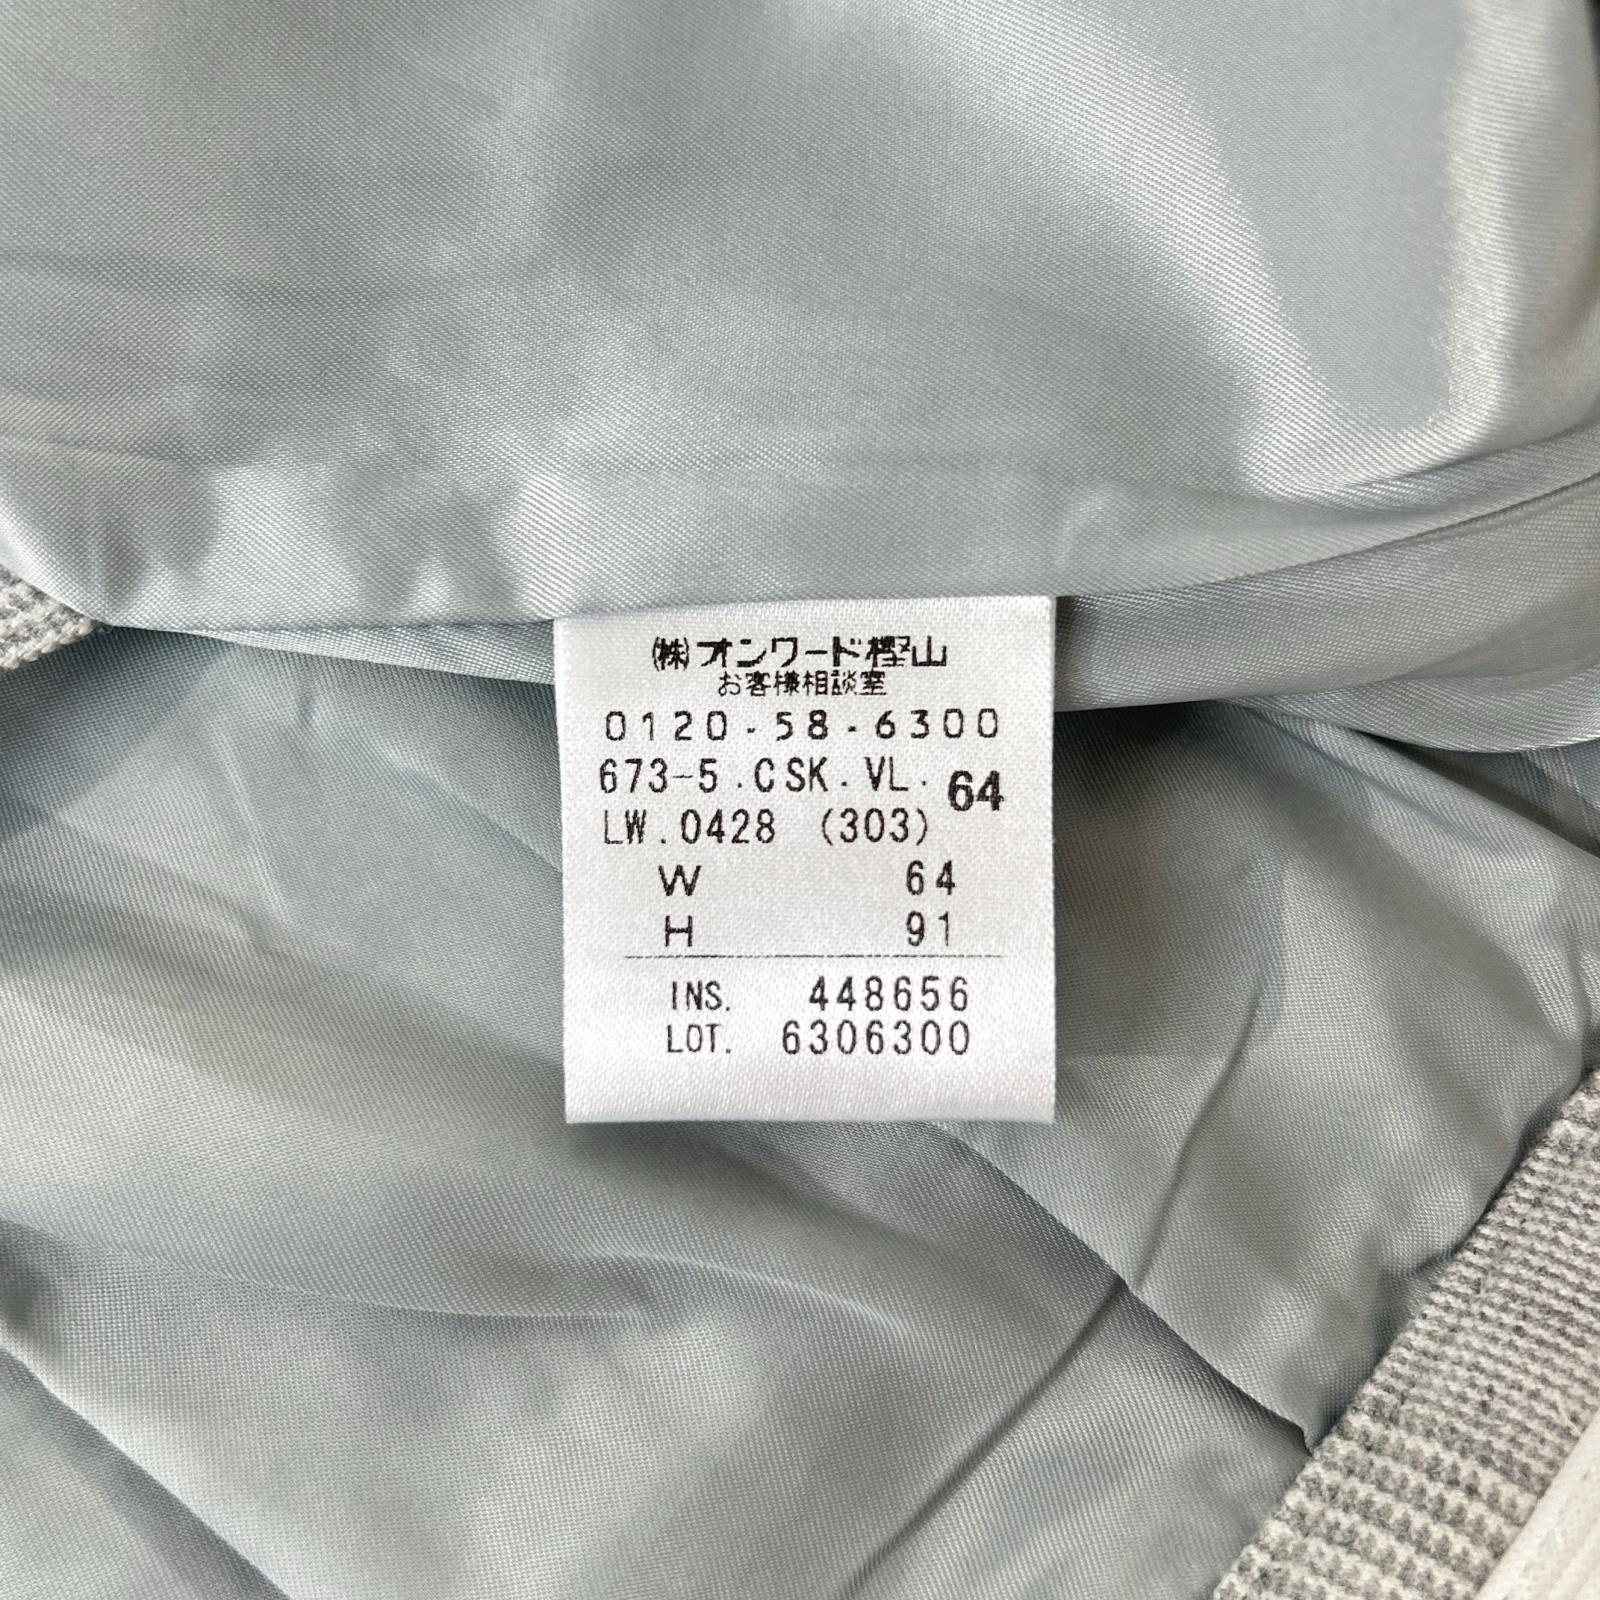 ㈱オンワード樫山
お客様相談室
0120-58-6300
673-5.CSK.VL. 64
LW.0428 (303)
W 64
H 91
INS. 448656
LOT. 6306300